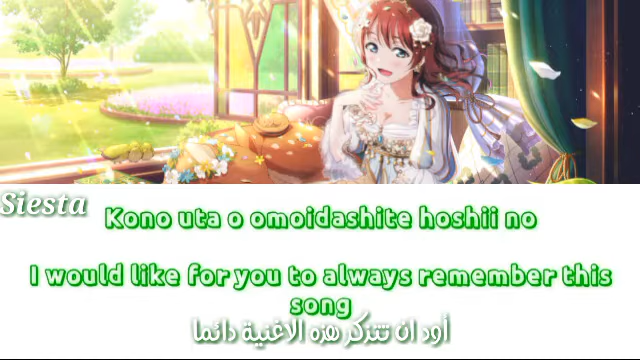 Siesta
Kono uta o omoidashite hoshii no
I would like for you to always remember this
song
أود ان تتذكر هذه الاغنية دائما